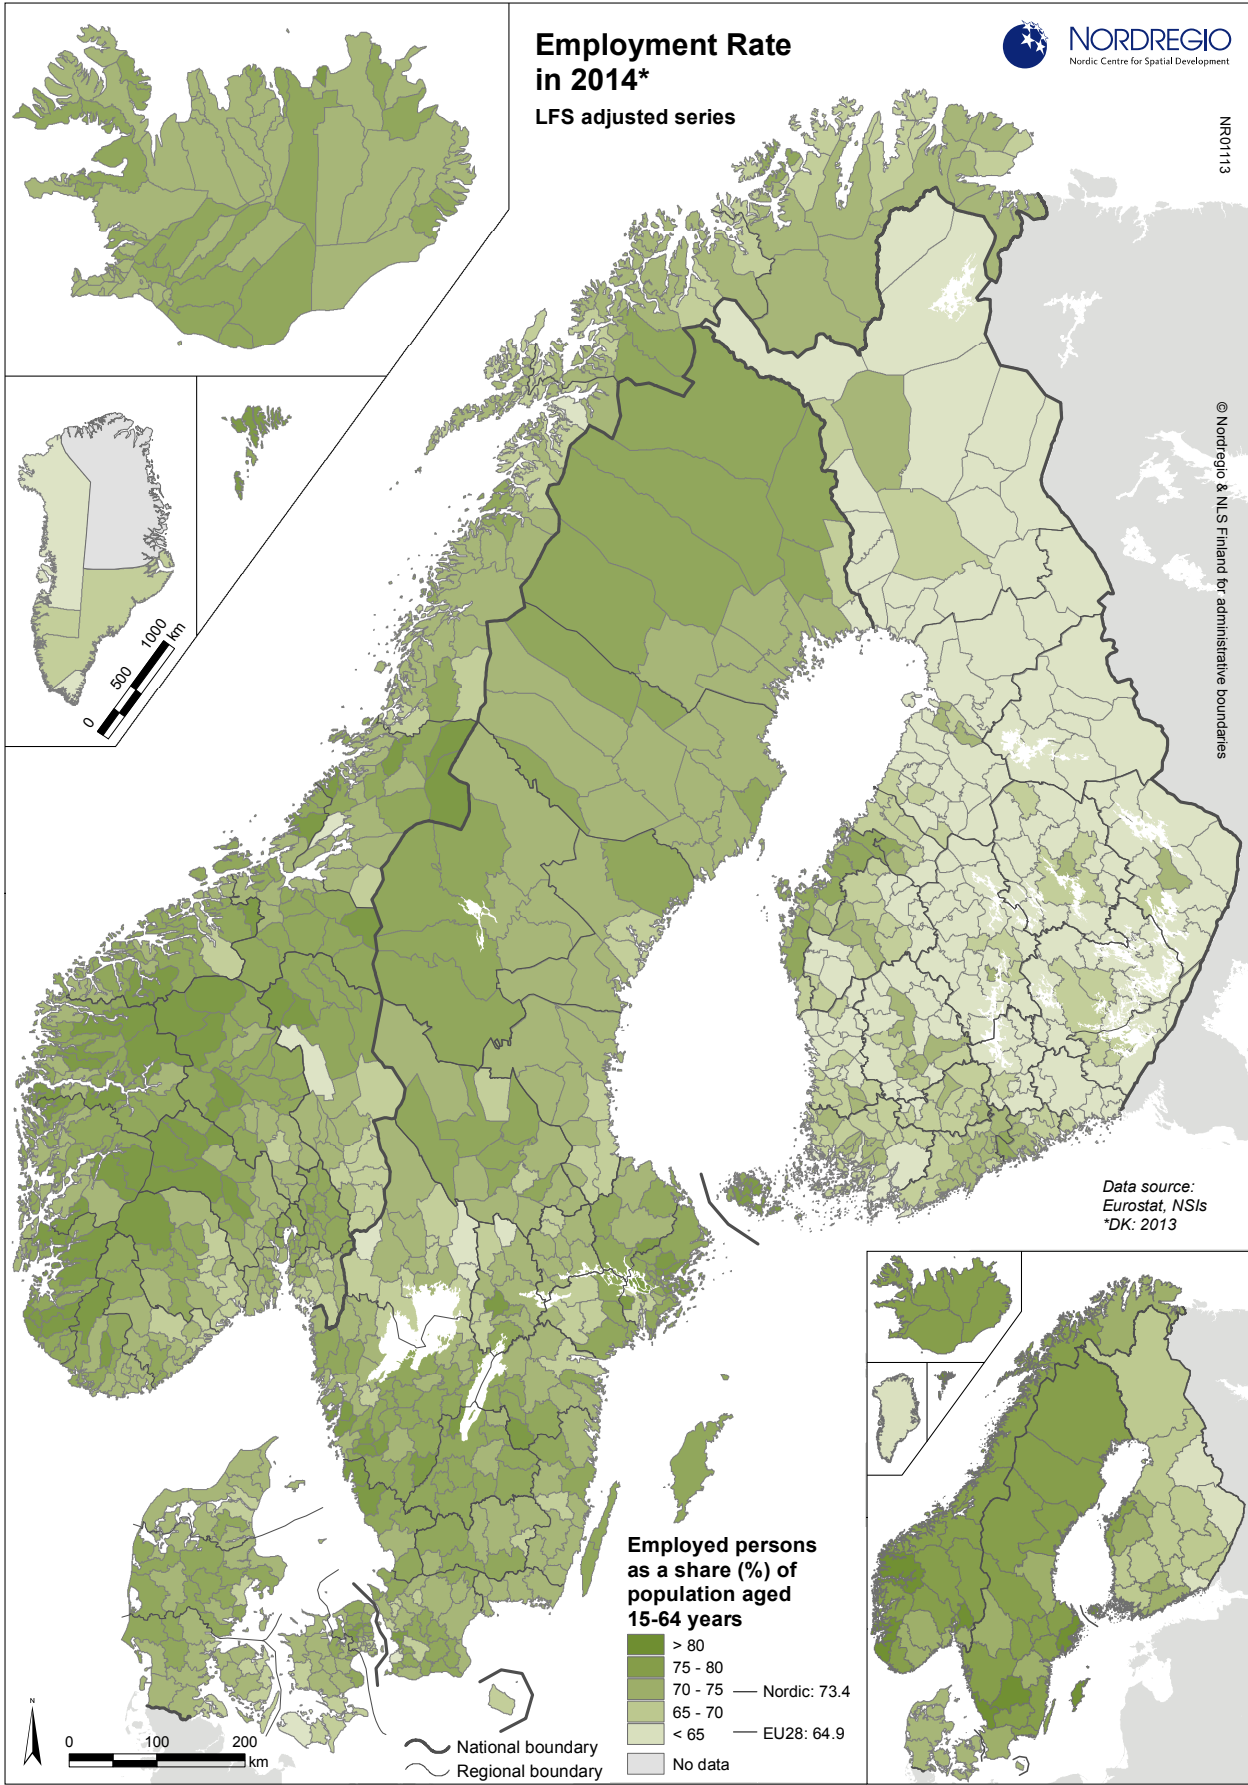 Employment Rate
in 2014*
LFS adjusted series
NORDREGIO
Nordic Centre for Spatial Development
NR01113
© Nordregio & NLS Finland for administrative boundaries
0 500 1000
km
Data source:
Eurostat, NSIs
*DK: 2013
Employed persons
as a share (%) of
population aged
15-64 years
> 80
75 - 80
70 - 75 Nordic: 73.4
65 - 70
< 65 EU28: 64.9
No data
N
0 100 200
km
National boundary
Regional boundary